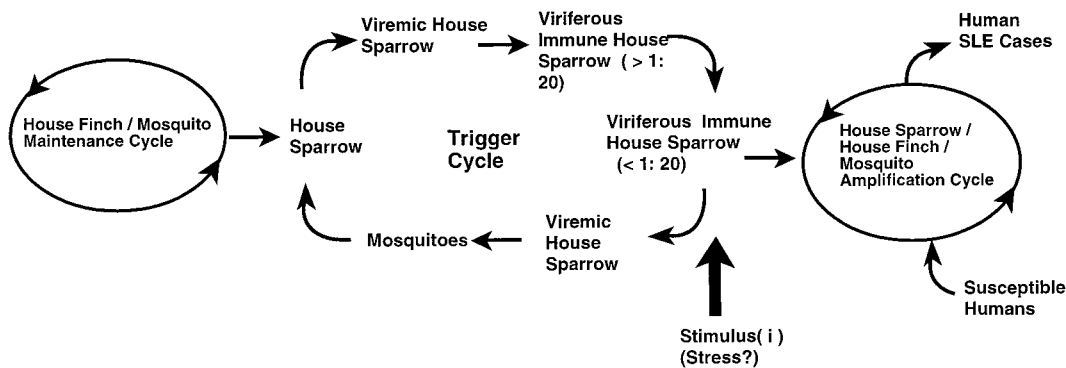 House Finch / Mosquito
Maintenance Cycle
House
Sparrow
Viremic House
Sparrow
Viriferous
Immune House
Sparrow ( > 1:
20)
Trigger
Cycle
Viriferous Immune
House Sparrow
(< 1: 20)
Viremic
House
Sparrow
Mosquitoes
Stimulus( i )
(Stress?)
House Sparrow /
House Finch /
Mosquito
Amplification Cycle
Human
SLE Cases
Susceptible
Humans